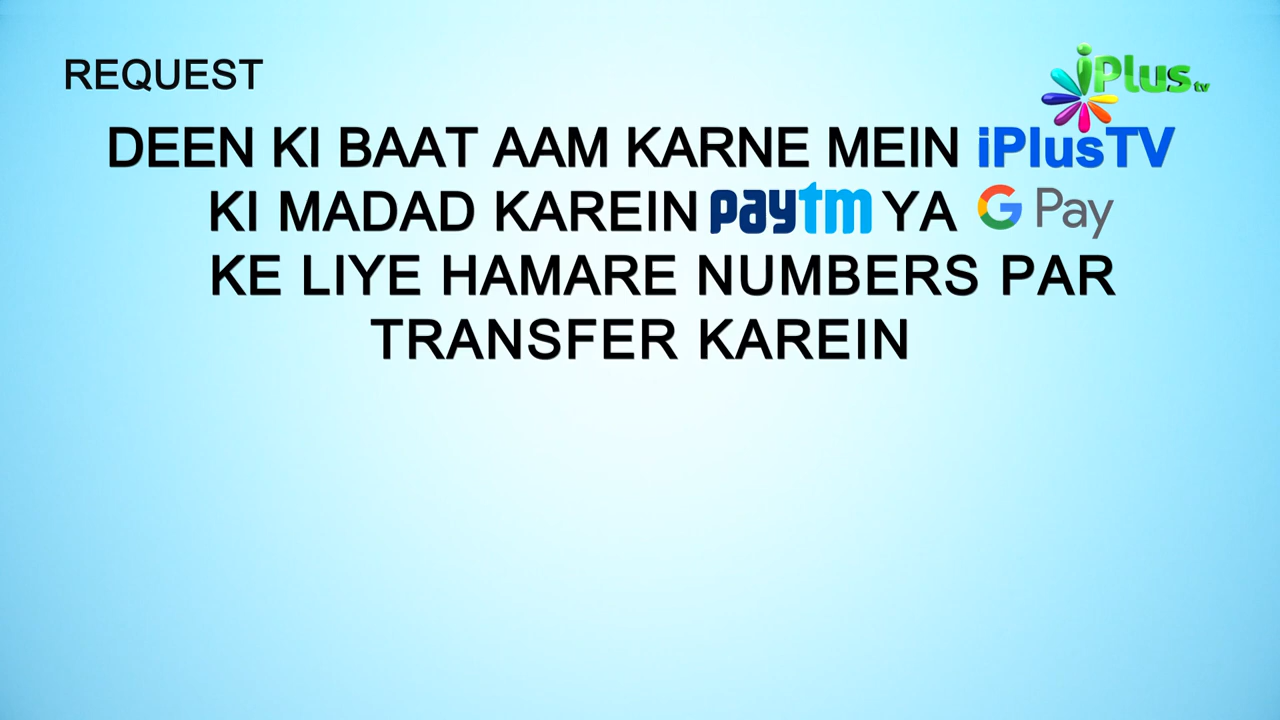 REQUEST
iPlus tv
DEEN KI BAAT AAM KARNE MEIN iPlusTV
KI MADAD KAREIN paytm YA G Pay
KE LIYE HAMARE NUMBERS PAR
TRANSFER KAREIN